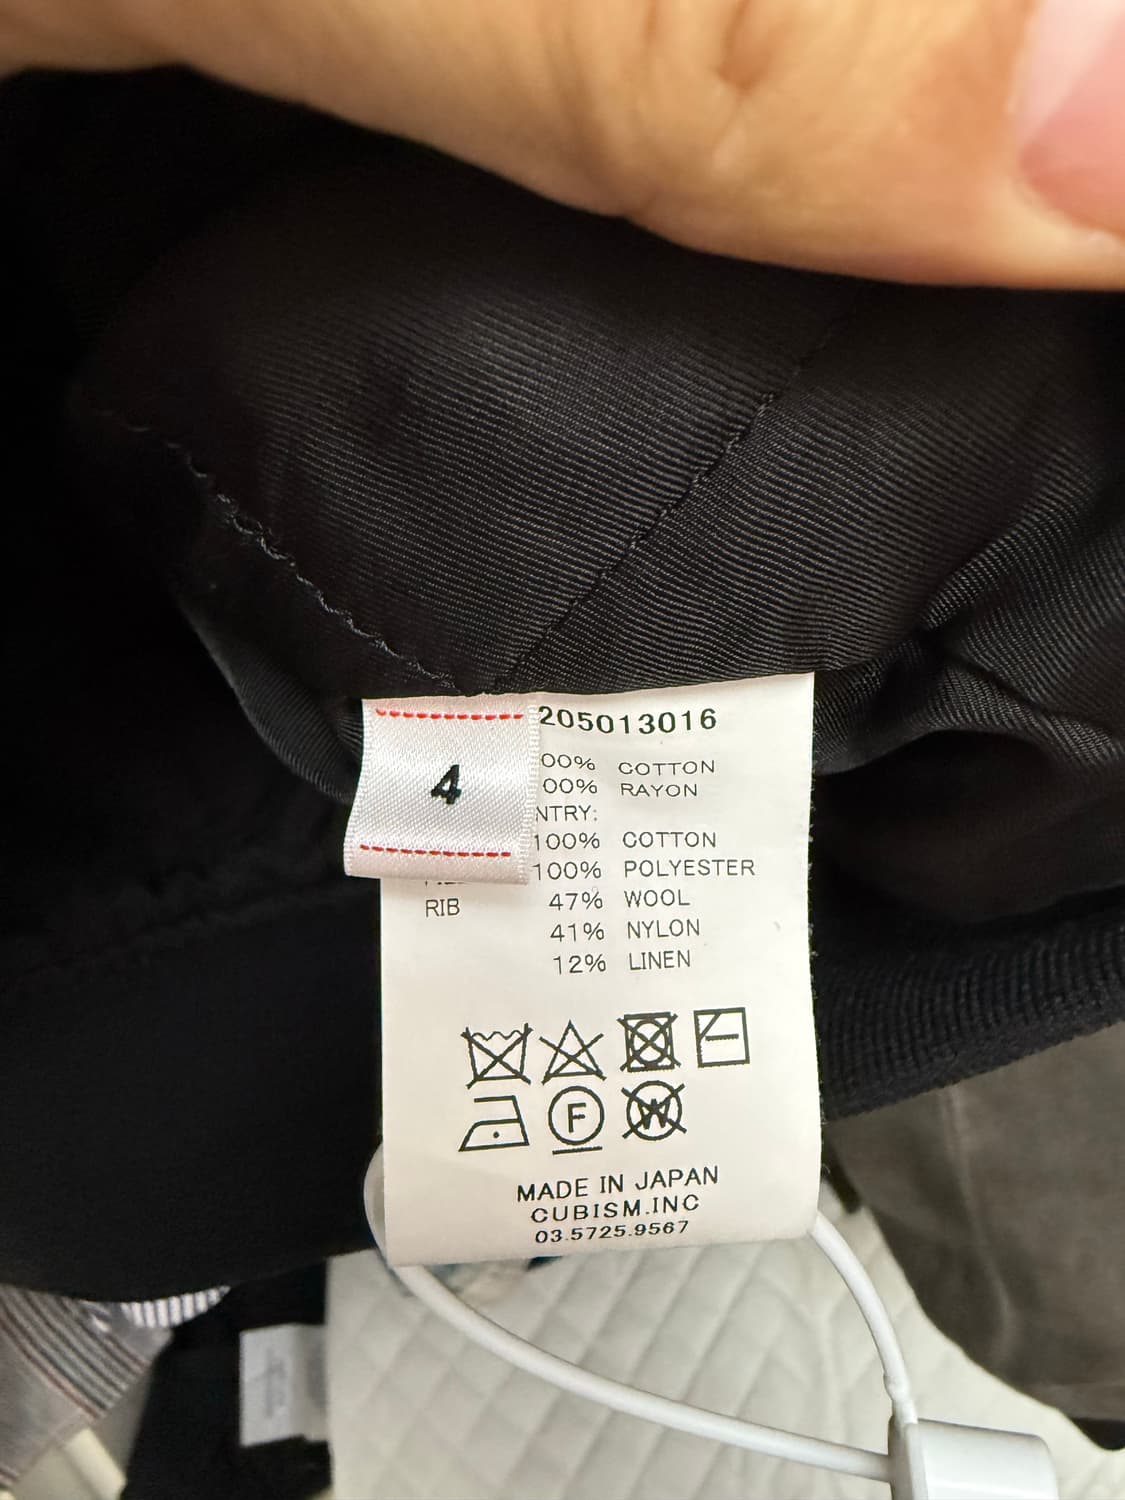 4
205013016
00% COTTON
00% RAYON
NTRY:
100% COTTON
100% POLYESTER
RIB 47% WOOL
41% NYLON
12% LINEN
F
W
MADE IN JAPAN
CUBISM.INC
03.5725.9567